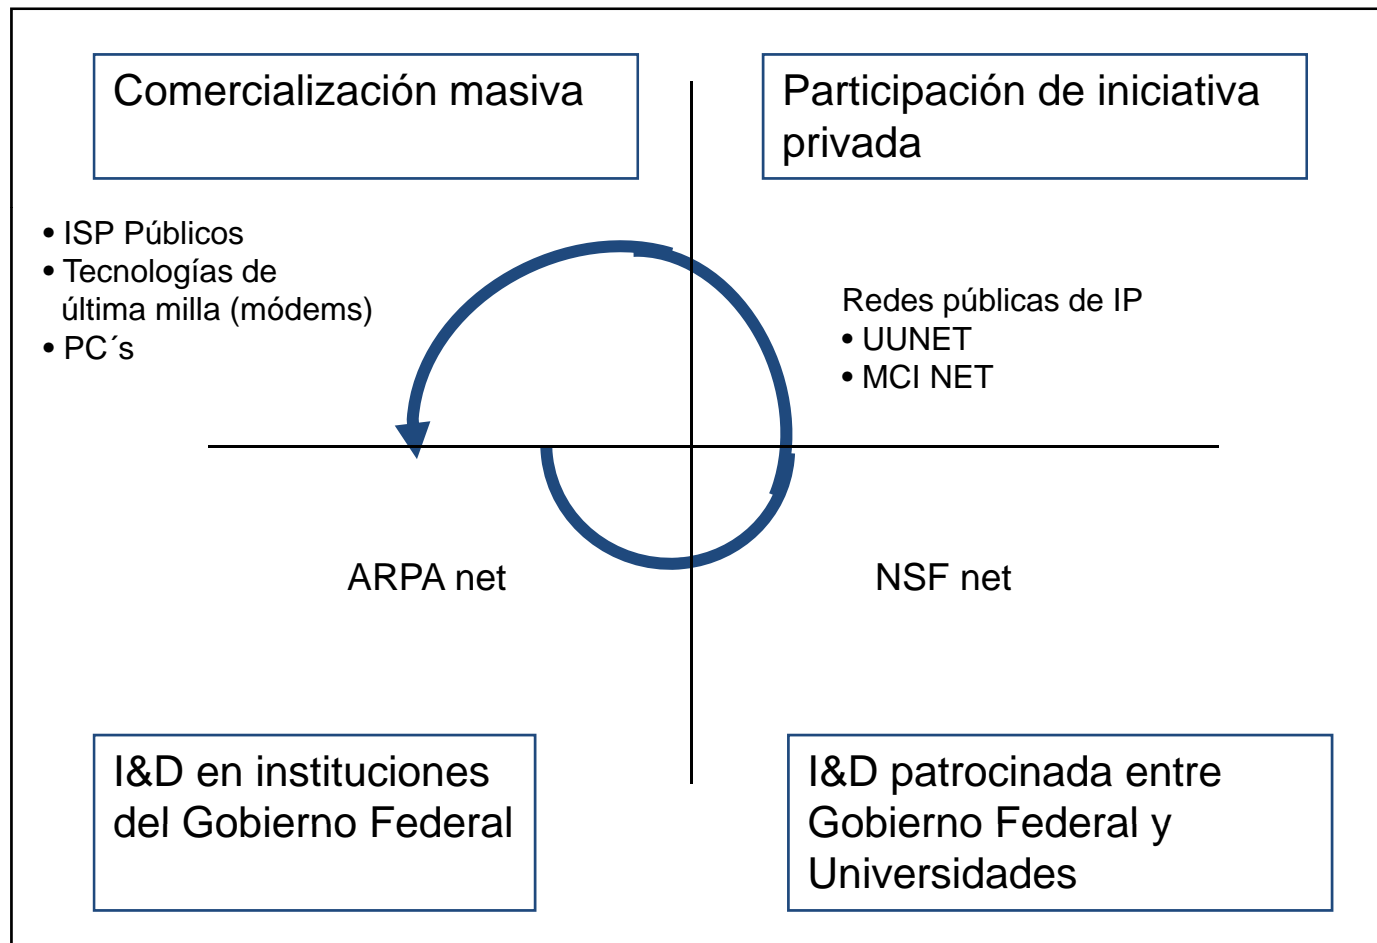 Comercialización masiva
Participación de iniciativa
privada
• ISP Públicos
• Tecnologías de
última milla (módems)
• PC´s
Redes públicas de IP
• UUNET
• MCI NET
ARPA net
NSF net
I&D en instituciones
del Gobierno Federal
I&D patrocinada entre
Gobierno Federal y
Universidades